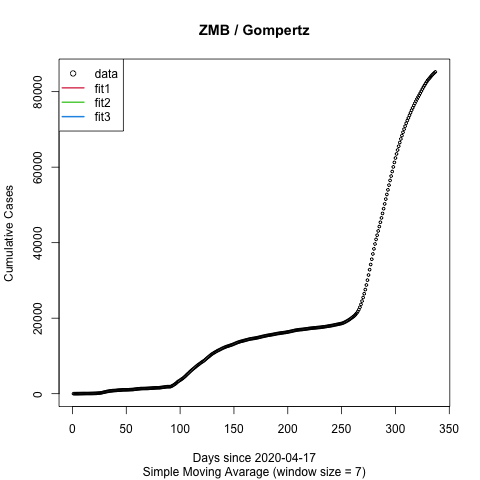 ZMB / Gompertz
data
fit1
fit2
fit3
Cumulative Cases
80000
60000
40000
20000
0
0 50 100 150 200 250 300 350
Days since 2020-04-17
Simple Moving Avarage (window size = 7)